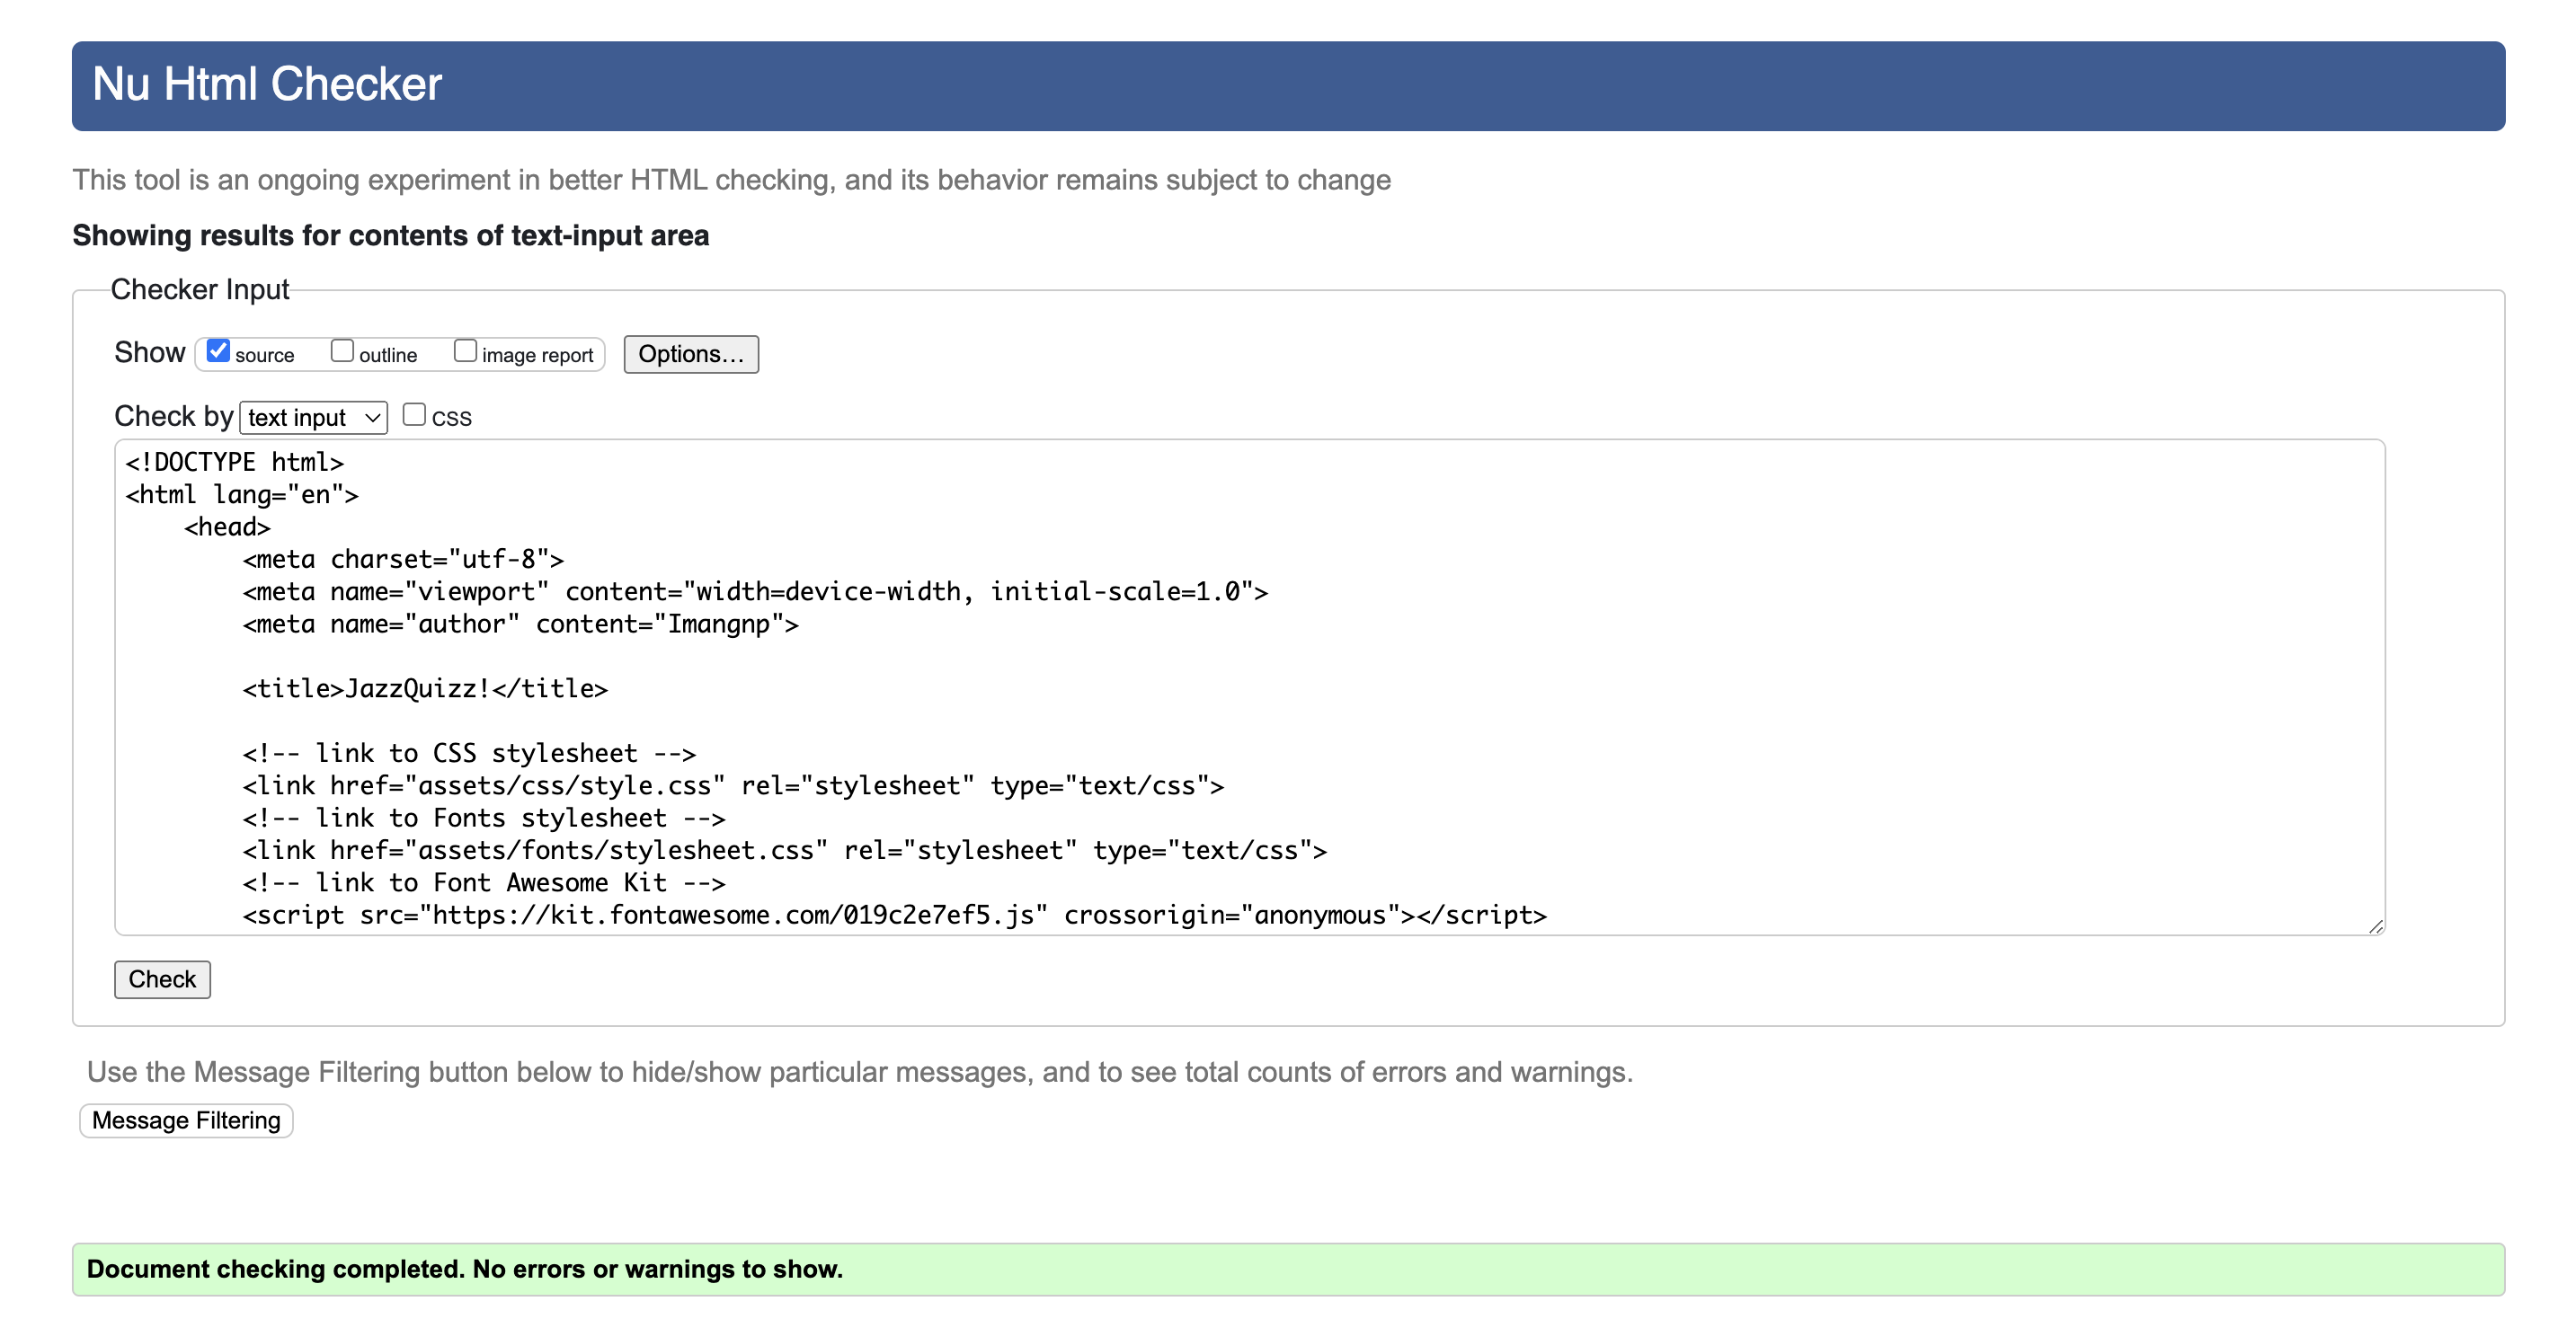 Nu Html Checker
This tool is an ongoing experiment in better HTML checking, and its behavior remains subject to change
Showing results for contents of text-input area
Checker Input
Show source outline image report Options...
Check by text input CSS
<!DOCTYPE html>
<html lang="en">
    <head>
        <meta charset="utf-8">
        <meta name="viewport" content="width=device-width, initial-scale=1.0">
        <meta name="author" content="Imangnp">
        <title>JazzQuizz!</title>
        <!-- link to CSS stylesheet -->
        <link href="assets/css/style.css" rel="stylesheet" type="text/css">
        <!-- link to Fonts stylesheet -->
        <link href="assets/fonts/stylesheet.css" rel="stylesheet" type="text/css">
        <!-- link to Font Awesome Kit -->
        <script src="https://kit.fontawesome.com/019c2e7ef5.js" crossorigin="anonymous"></script>
Check
Use the Message Filtering button below to hide/show particular messages, and to see total counts of errors and warnings.
Message Filtering
Document checking completed. No errors or warnings to show.